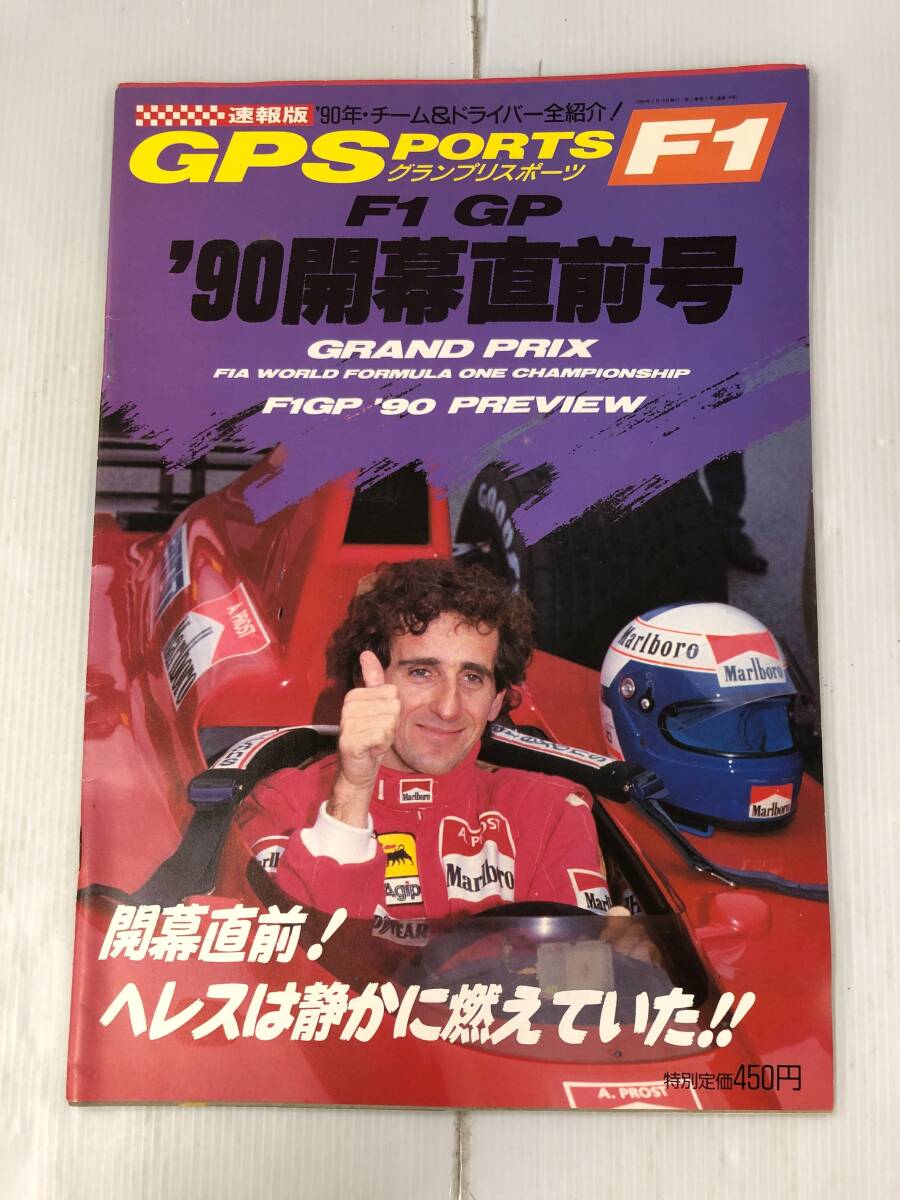 速報版 '90年・チーム&ドライバー全紹介!
GPSPORTS F1
グランプリスポーツ
F1 GP
'90開幕直前号
GRAND PRIX
FIA WORLD FORMULA ONE CHAMPIONSHIP
F1GP '90 PREVIEW
A. PROST
Marlboro
Marlboro
Marlboro
Marlboro
A. PROST
Marlboro
Agip
Marlboro
開幕直前!
ヘレスは静かに燃えていた!!
特別定価450円
A. PROST